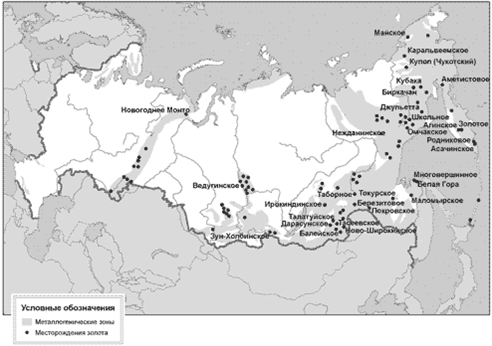 Майское
Каральвеемское
Купол (Чукотский)
Кубака
Аметистовое
Биркачан
Новогоднее Монто
Джульетта
Школьное
Золотое
Агинское
Нежданинское
Омчакское
Родниковое
Асачинское
Ведугинское
Многовершинное
Белая Гора
Таборное
Токурское
Березитовое
Маломырское
Ирокиндинское
Покровское
Талатуйское
Дарасунское
Ново-Широкинское
Зун-Холбинское
Балейское
Условные обозначения
Металлогенические зоны
Месторождения золота